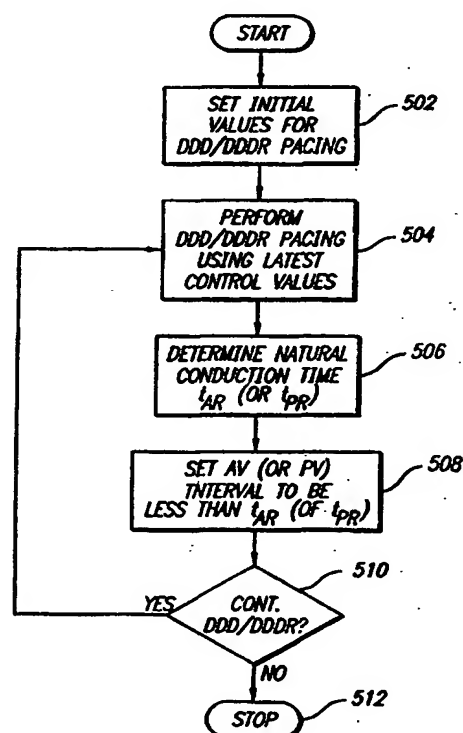 START
SET INITIAL
VALUES FOR
DDD/DDDR PACING
502
PERFORM
DDD/DDDR PACING
USING LATEST
CONTROL VALUES
504
DETERMINE NATURAL
CONDUCTION TIME
tAR (OR tPR)
506
SET AV (OR PV)
INTERVAL TO BE
LESS THAN tAR (OF tPR)
508
CONT.
DDD/DDDR?
510
YES
NO
STOP
512